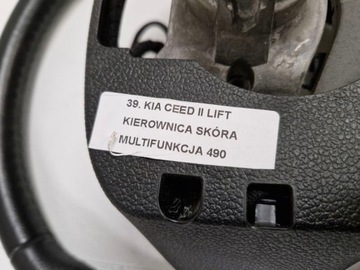 39. KIA CEED II LIFT
KIEROWNICA SKÓRA
MULTIFUNKCJA 490